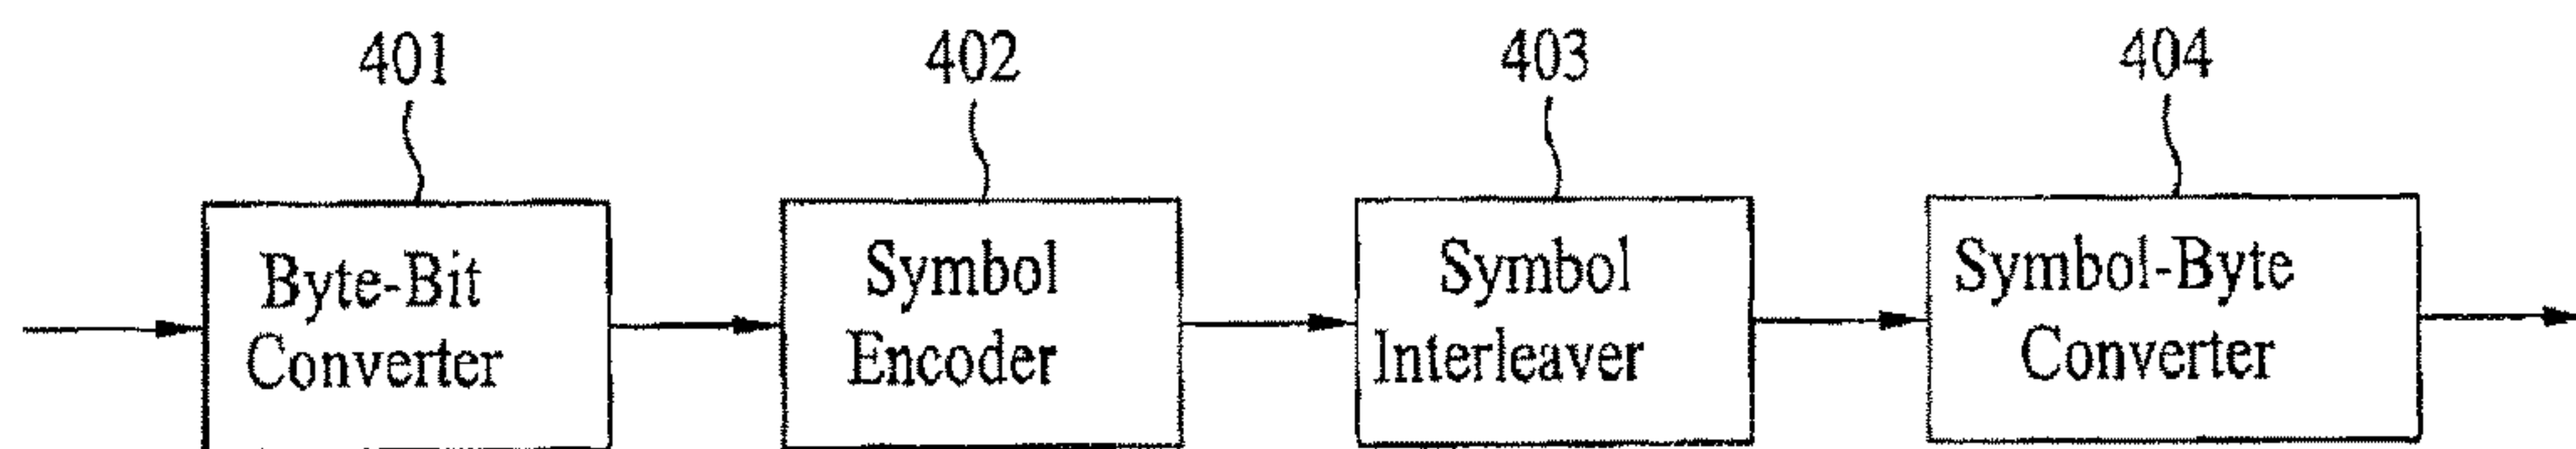 401
402
403
404
Byte-Bit
Converter
Symbol
Encoder
Symbol
Interleaver
Symbol-Byte
Converter